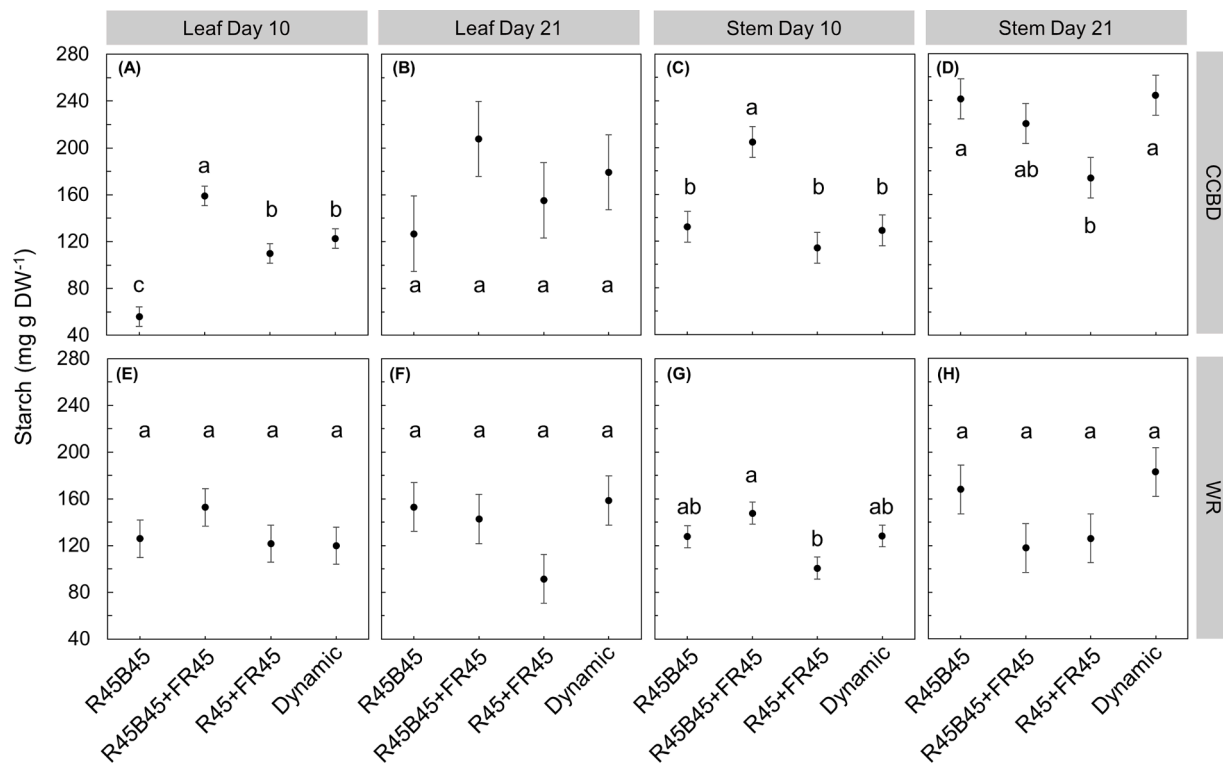 Leaf Day 10
Leaf Day 21
Stem Day 10
Stem Day 21
Starch (mg g DW-1)
280
240
200
160
120
80
40
(A)
c
a
b
b
(B)
a
a
a
a
(C)
b
a
b
b
(D)
a
ab
b
a
CCBD
280
240
200
160
120
80
40
(E)
a
a
a
a
(F)
a
a
a
a
(G)
ab
a
b
ab
(H)
a
a
a
a
WR
R45B45
R45B45+FR45
R45+FR45
Dynamic
R45B45
R45B45+FR45
R45+FR45
Dynamic
R45B45
R45B45+FR45
R45+FR45
Dynamic
R45B45
R45B45+FR45
R45+FR45
Dynamic